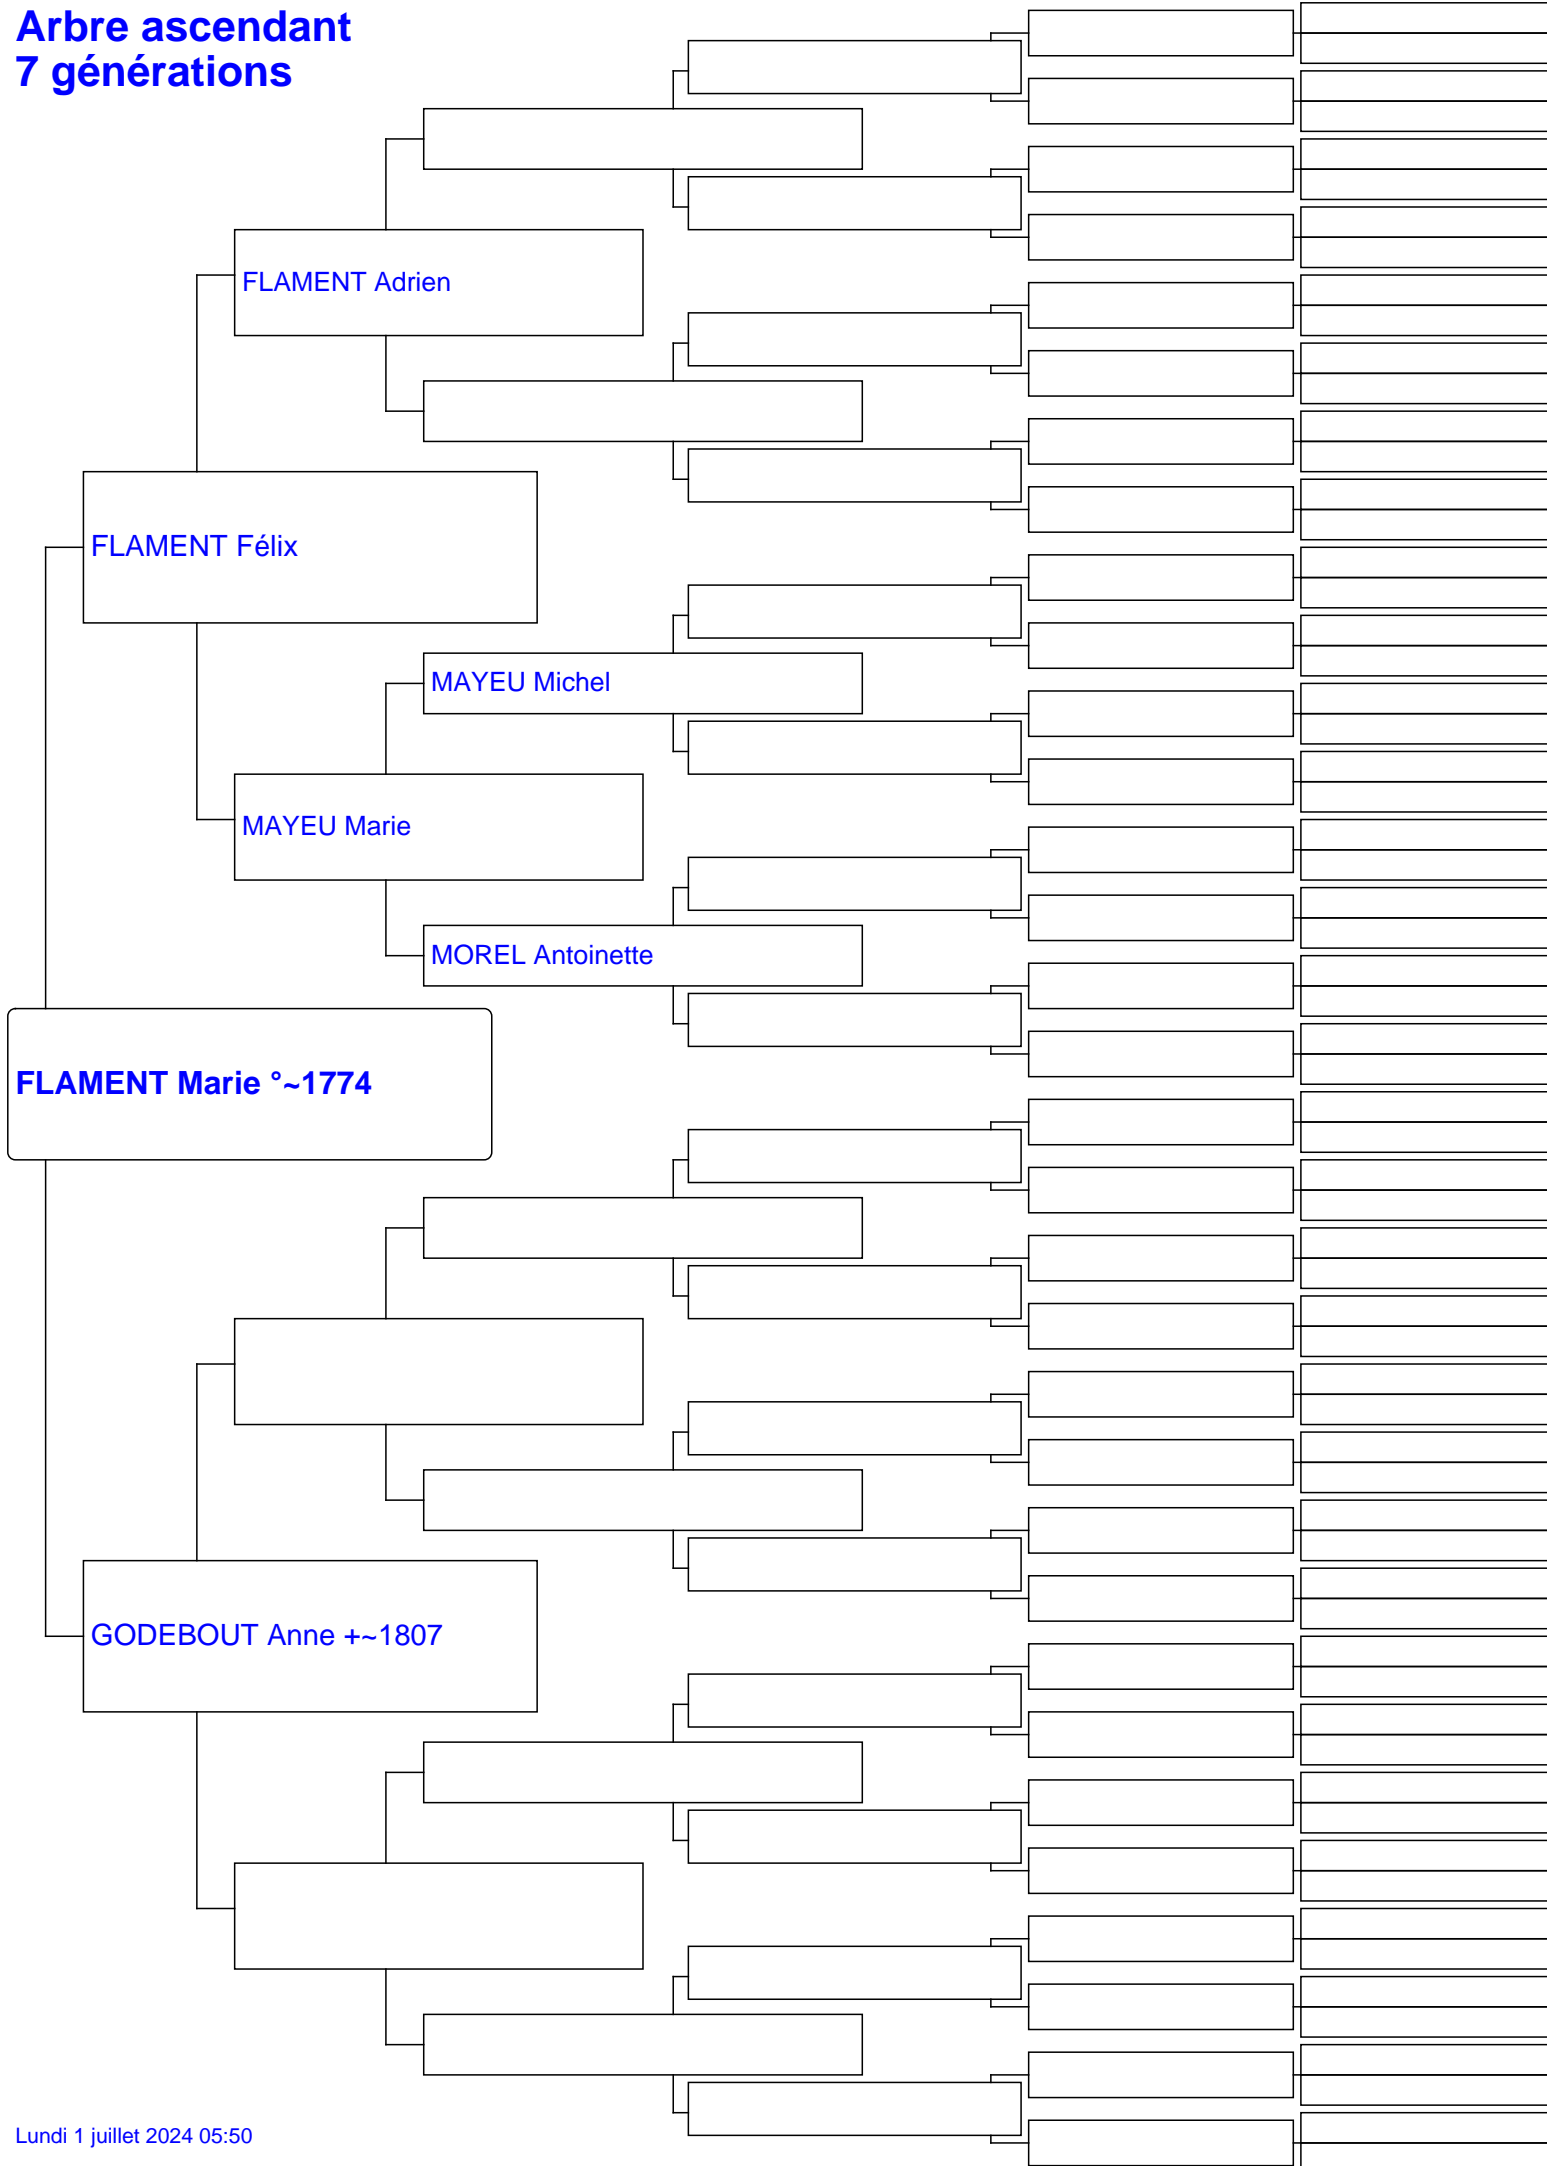 Arbre ascendant
7 générations
FLAMENT Adrien
FLAMENT Félix
MAYEU Michel
MAYEU Marie
MOREL Antoinette
FLAMENT Marie °~1774
GODEBOUT Anne +~1807
Lundi 1 juillet 2024 05:50